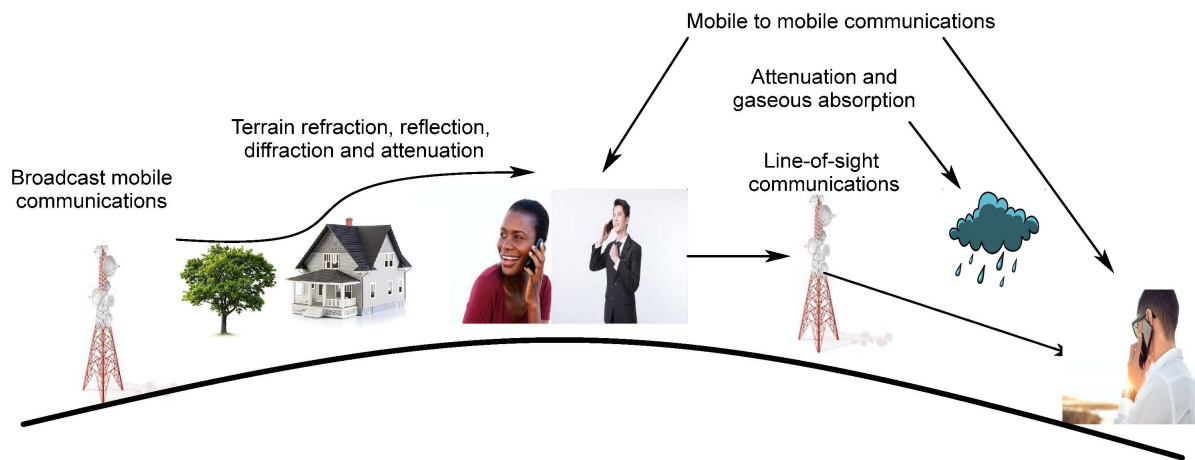 Mobile to mobile communications
Attenuation and
gaseous absorption
Terrain refraction, reflection,
diffraction and attenuation
Line-of-sight
communications
Broadcast mobile
communications